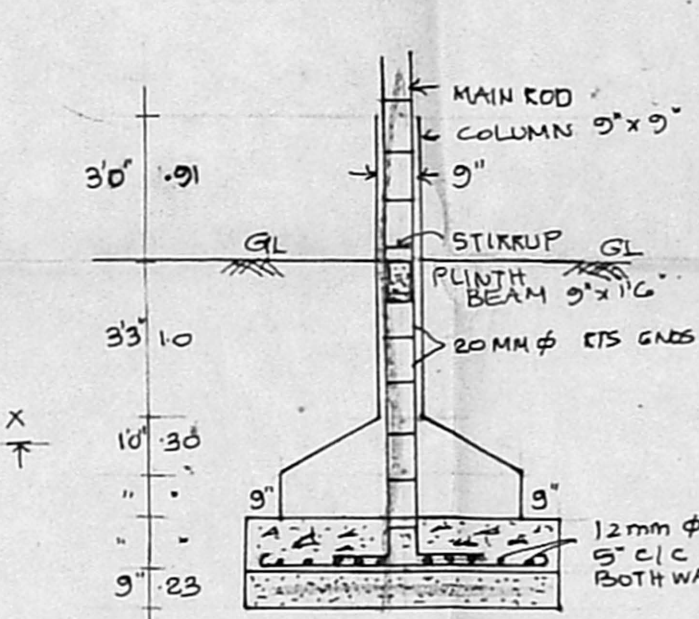 MAIN ROD
COLUMN 9" x 9"
3'0" .91
9"
GL
STIRRUP
GL
PLINTH
BEAM 9" x 1'6"
3'3" 1.0
20 MM φ RTS
X
1'0" .30
" "
9"
9"
" "
12mm φ
5" C/C
BOTH WA
9" .23